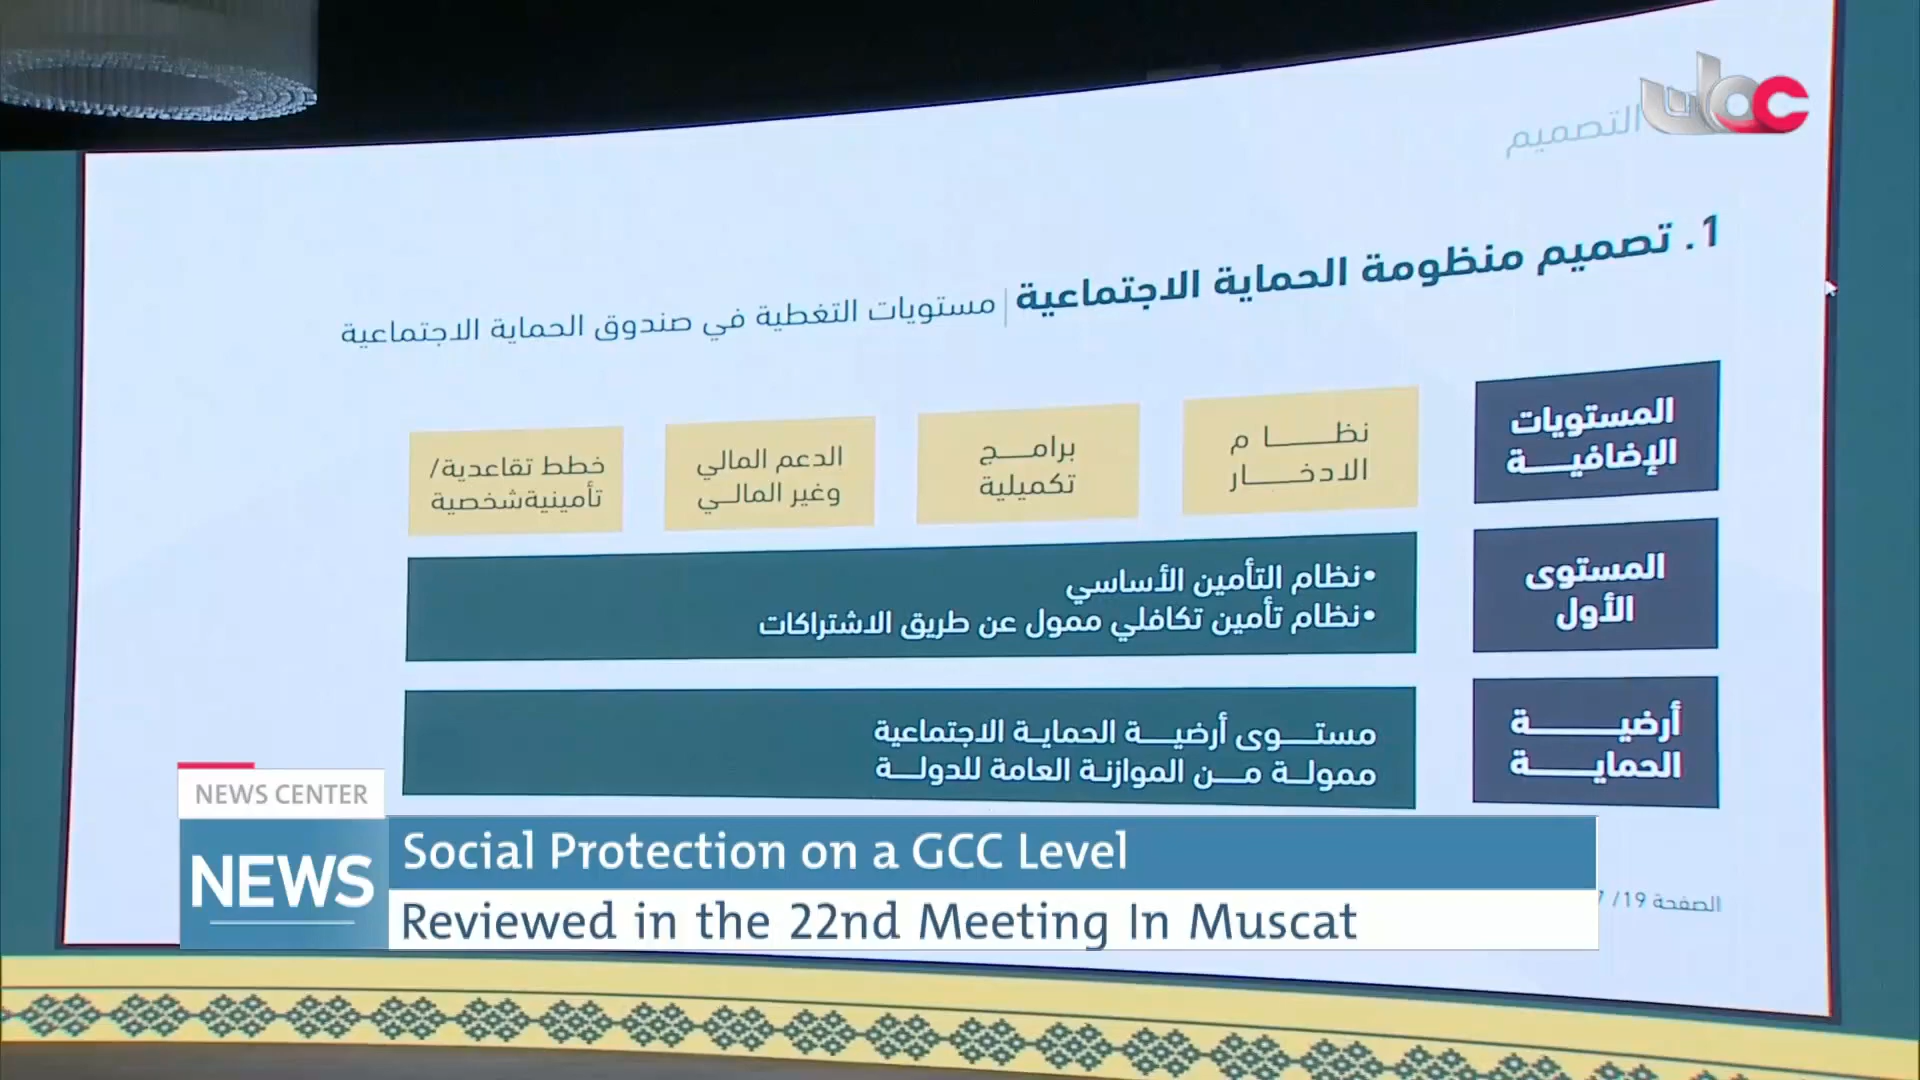 التصميم
1. تصميم منظومة الحماية الاجتماعية | مستويات التغطية في صندوق الحماية الاجتماعية
المستويات
الإضافية
نظام
الادخار
برامج
تكميلية
الدعم المالي
وغير المالي
خطط تقاعدية/
تأمينية شخصية
المستوى
الأول
•نظام التأمين الأساسي
•نظام تأمين تكافلي ممول عن طريق الاشتراكات
أرضية
الحماية
مستوى أرضية الحماية الاجتماعية
ممولة من الموازنة العامة للدولة
الصفحة 19/ 7
NEWS CENTER
NEWS
Social Protection on a GCC Level
Reviewed in the 22nd Meeting In Muscat